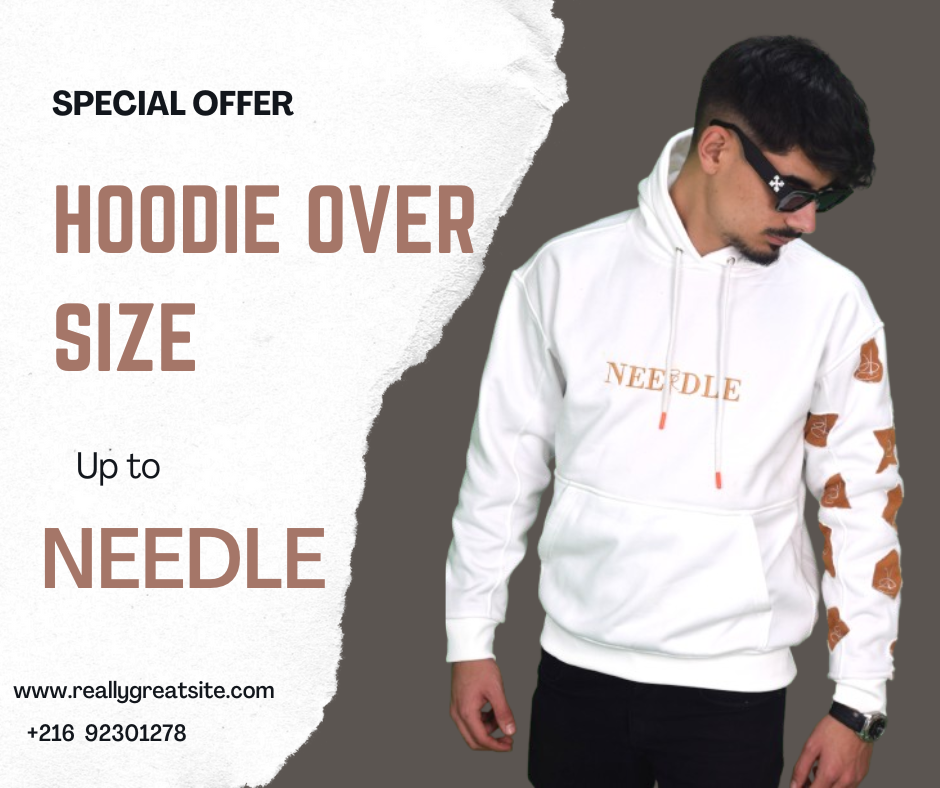 SPECIAL OFFER
HOODIE OVER
SIZE
Up to
NEEDLE
www.reallygreatsite.com
+216 92301278
NEEDLE